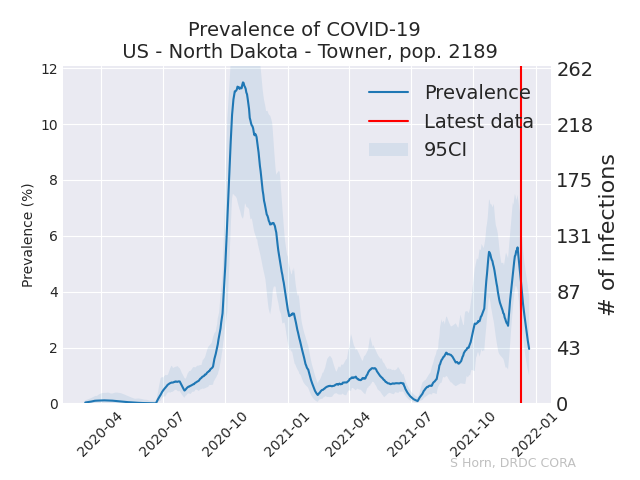 Prevalence of COVID-19
US - North Dakota - Towner, pop. 2189
Prevalence
Latest data
95CI
Prevalence (%)
12
10
8
6
4
2
0
262
218
175
131
87
43
0
# of infections
2020-04
2020-07
2020-10
2021-01
2021-04
2021-07
2021-10
2022-01
S Horn, DRDC CORA